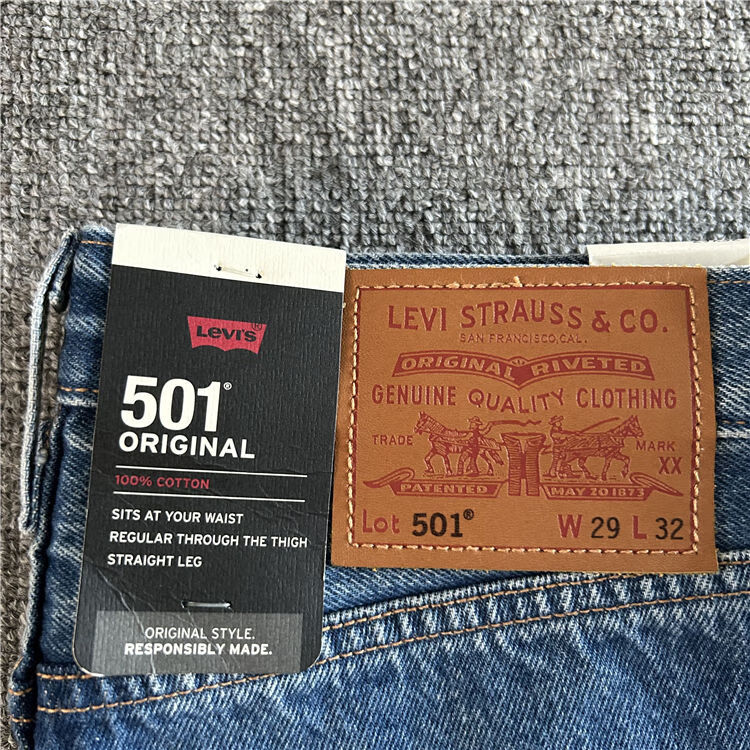 Levi's®
501®
ORIGINAL
100% COTTON
SITS AT YOUR WAIST
REGULAR THROUGH THE THIGH
STRAIGHT LEG
ORIGINAL STYLE.
RESPONSIBLY MADE.
LEVI STRAUSS & CO.
SAN FRANCISCO, CAL.
ORIGINAL RIVETED
GENUINE QUALITY CLOTHING
TRADE MARK
XX
PATENTED MAY 20 1873
Lot 501® W 29 L 32